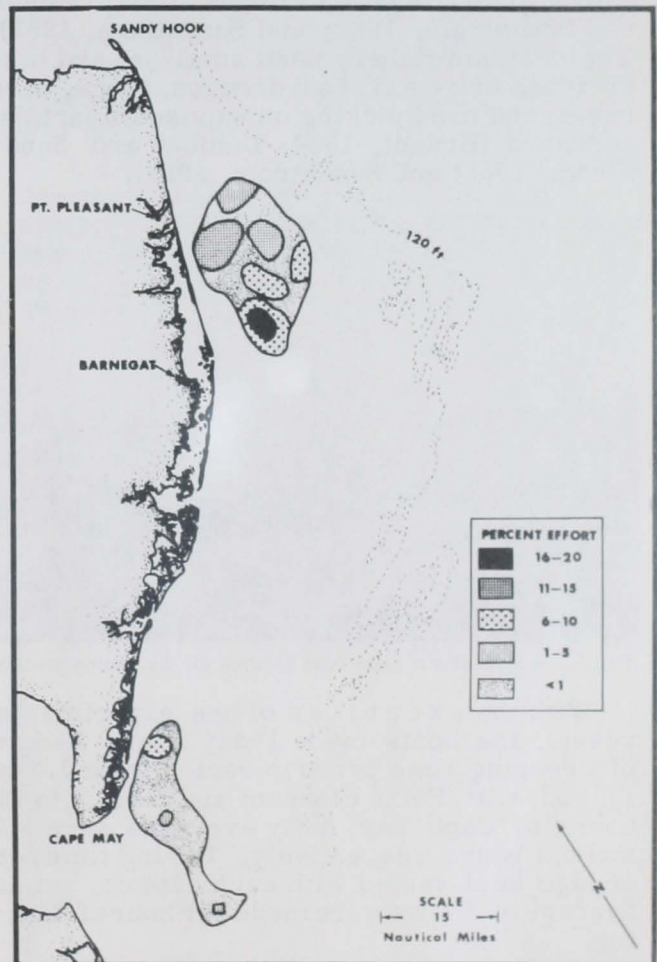 SANDY HOOK
PT. PLEASANT
120 ft
BARNEGAT
PERCENT EFFORT
16–20
11–15
6–10
1–5
<1
CAPE MAY
SCALE
15
Nautical Miles
N